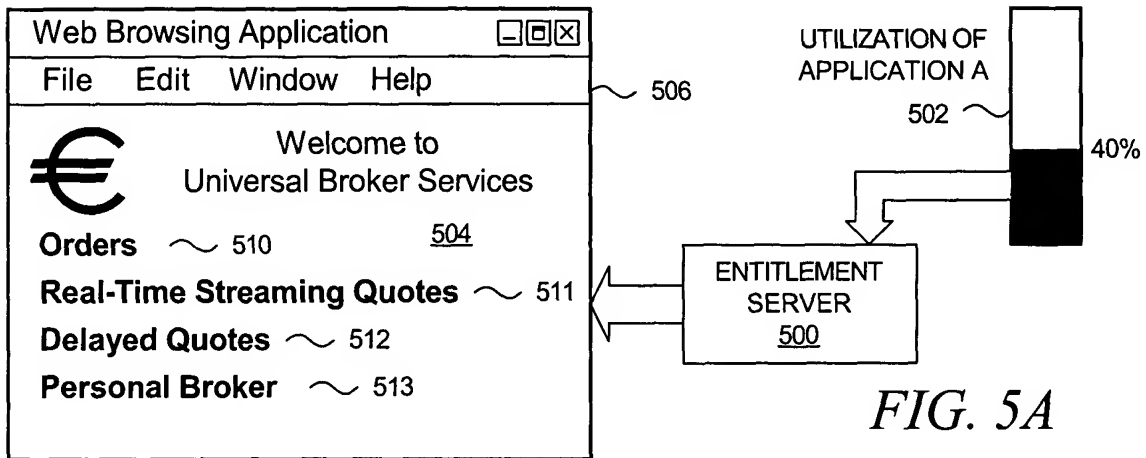 Web Browsing Application
File Edit Window Help
506
€
Welcome to
Universal Broker Services
504
Orders 510
Real-Time Streaming Quotes 511
Delayed Quotes 512
Personal Broker 513
UTILIZATION OF
APPLICATION A
502
40%
ENTITLEMENT
SERVER
500
FIG. 5A